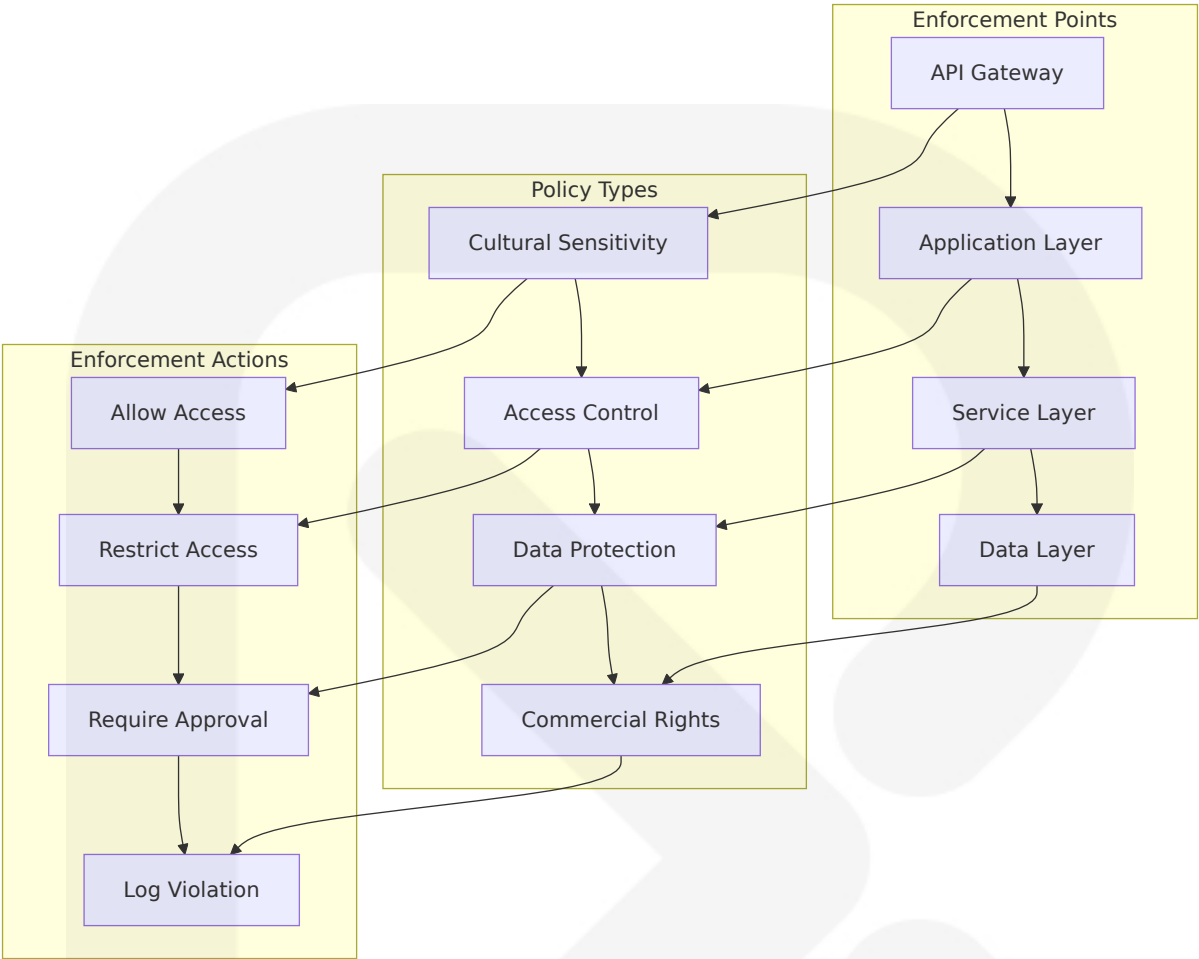 Enforcement Points
API Gateway
Policy Types
Cultural Sensitivity
Application Layer
Enforcement Actions
Allow Access
Access Control
Service Layer
Restrict Access
Data Protection
Data Layer
Require Approval
Commercial Rights
Log Violation